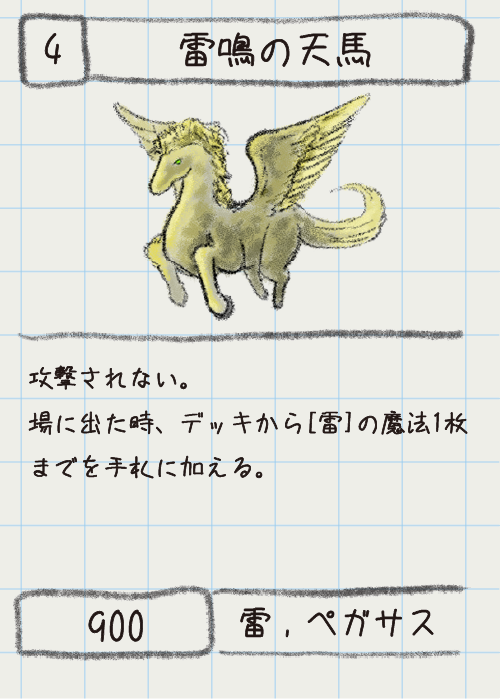 4
雷鳴の天馬
攻撃されない。
場に出た時、デッキから[雷]の魔法1枚
までを手札に加える。
900
雷，ペガサス